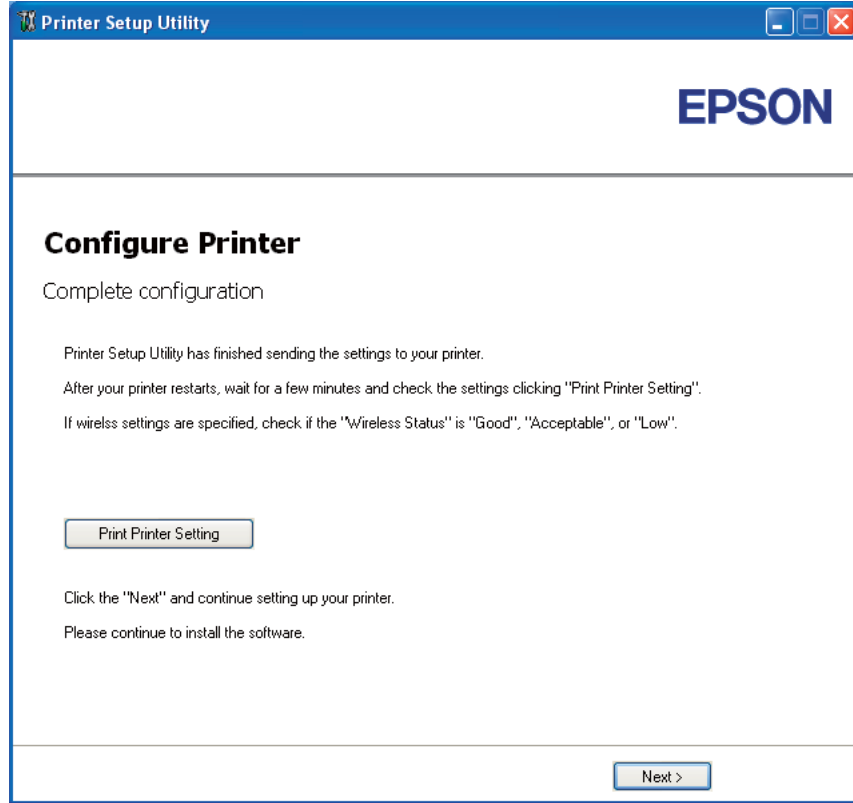 Printer Setup Utility
EPSON
Configure Printer
Complete configuration
Printer Setup Utility has finished sending the settings to your printer.
After your printer restarts, wait for a few minutes and check the settings clicking "Print Printer Setting".
If wirelss settings are specified, check if the "Wireless Status" is "Good", "Acceptable", or "Low".
Print Printer Setting
Click the "Next" and continue setting up your printer.
Please continue to install the software.
Next >